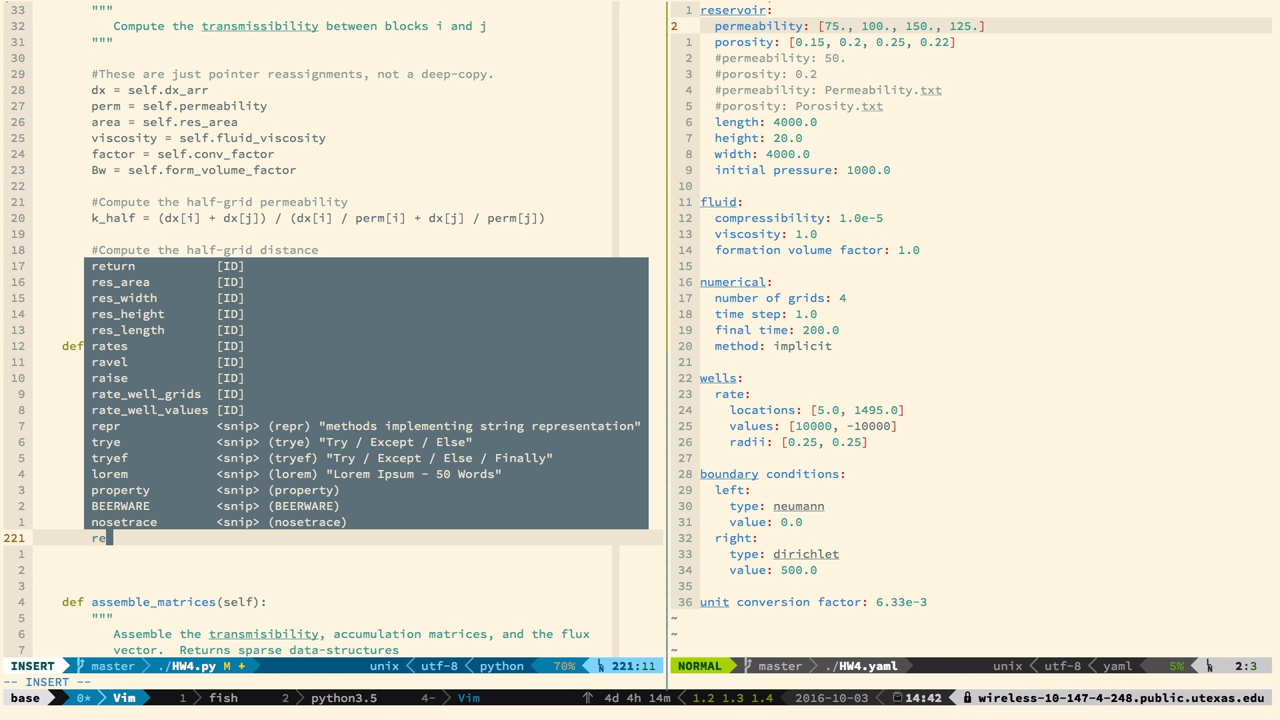 33 """
32 Compute the transmissibility between blocks i and j
31 """
30
29 #These are just pointer reassignments, not a deep-copy.
28 dx = self.dx_arr
27 perm = self.permeability
26 area = self.res_area
25 viscosity = self.fluid_viscosity
24 factor = self.conv_factor
23 Bw = self.form_volume_factor
22
21 #Compute the half-grid permeability
20 k_half = (dx[i] + dx[j]) / (dx[i] / perm[i] + dx[j] / perm[j])
19
18 #Compute the half-grid distance
17 return [ID]
16 res_area [ID]
15 res_width [ID]
14 res_height [ID]
13 res_length [ID]
12 def rates [ID]
11 ravel [ID]
10 raise [ID]
9 rate_well_grids [ID]
8 rate_well_values [ID]
7 repr <snip> (repr) "methods implementing string representation"
6 trye <snip> (trye) "Try / Except / Else"
5 tryef <snip> (tryef) "Try / Except / Else / Finally"
4 lorem <snip> (lorem) "Lorem Ipsum - 50 Words"
3 property <snip> (property)
2 BEERWARE <snip> (BEERWARE)
1 nosetrace <snip> (nosetrace)
221 re
1
2
3
4 def assemble_matrices(self):
5 """
6 Assemble the transmisibility, accumulation matrices, and the flux
7 vector. Returns sparse data-structures
INSERT master ./HW4.py M + unix utf-8 python 70% 221:11
-- INSERT --
1 reservoir:
2 permeability: [75., 100., 150., 125.]
1 porosity: [0.15, 0.2, 0.25, 0.22]
2 #permeability: 50.
3 #porosity: 0.2
4 #permeability: Permeability.txt
5 #porosity: Porosity.txt
6 length: 4000.0
7 height: 20.0
8 width: 4000.0
9 initial pressure: 1000.0
10
11 fluid:
12 compressibility: 1.0e-5
13 viscosity: 1.0
14 formation volume factor: 1.0
15
16 numerical:
17 number of grids: 4
18 time step: 1.0
19 final time: 200.0
20 method: implicit
21
22 wells:
23 rate:
24 locations: [5.0, 1495.0]
25 values: [10000, -10000]
26 radii: [0.25, 0.25]
27
28 boundary conditions:
29 left:
30 type: neumann
31 value: 0.0
32 right:
33 type: dirichlet
34 value: 500.0
35
36 unit conversion factor: 6.33e-3
~
~
~
NORMAL master ./HW4.yaml unix utf-8 yaml 5% 2:3
base 0* Vim 1 fish 2 python3.5 4- Vim 4d 4h 14m 1.2 1.3 1.4 2016-10-03 14:42 wireless-10-147-4-248.public.utexas.edu